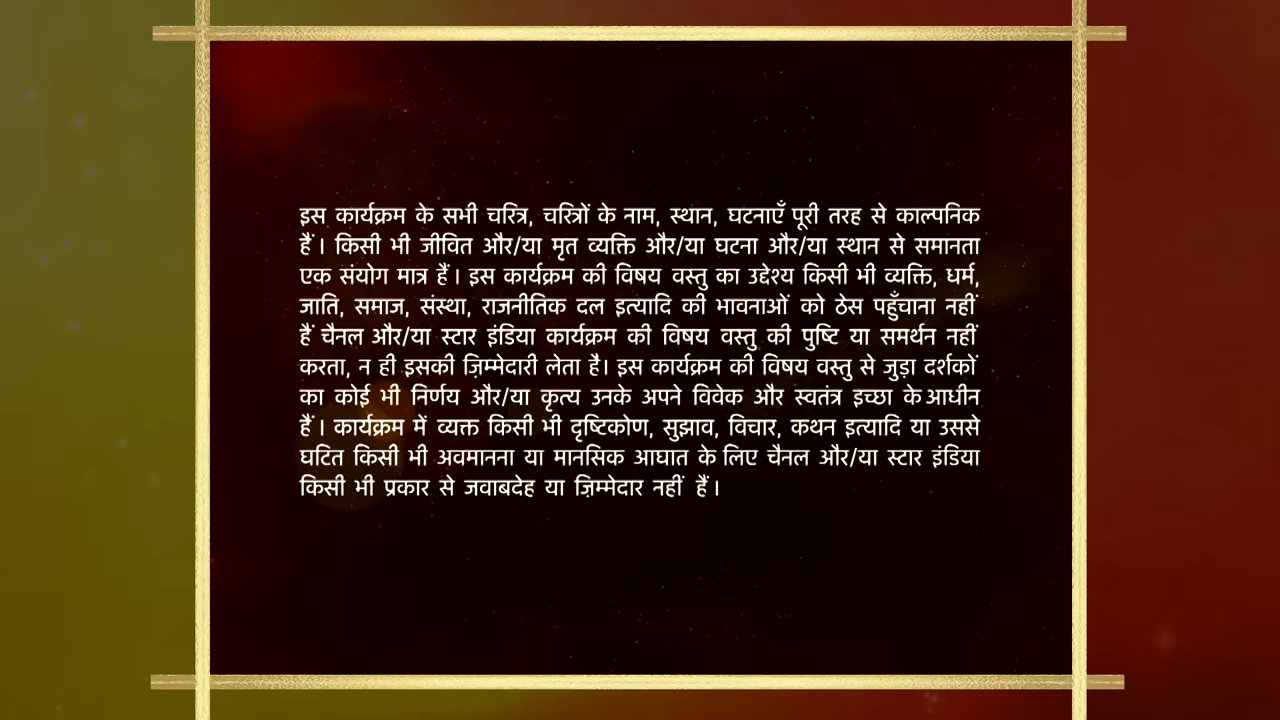 इस कार्यक्रम के सभी चरित्र, चरित्रों के नाम, स्थान, घटनाएँ पूरी तरह से काल्पनिक
हैं । किसी भी जीवित और/या मृत व्यक्ति और/या घटना और/या स्थान से समानता
एक संयोग मात्र हैं । इस कार्यक्रम की विषय वस्तु का उद्देश्य किसी भी व्यक्ति, धर्म,
जाति, समाज, संस्था, राजनीतिक दल इत्यादि की भावनाओं को ठेस पहुँचाना नहीं
हैं चैनल और/या स्टार इंडिया कार्यक्रम की विषय वस्तु की पुष्टि या समर्थन नहीं
करता, न ही इसकी ज़िम्मेदारी लेता है। इस कार्यक्रम की विषय वस्तु से जुड़ा दर्शकों
का कोई भी निर्णय और/या कृत्य उनके अपने विवेक और स्वतंत्र इच्छा के आधीन
हैं । कार्यक्रम में व्यक्त किसी भी दृष्टिकोण, सुझाव, विचार, कथन इत्यादि या उससे
घटित किसी भी अवमानना या मानसिक आघात के लिए चैनल और/या स्टार इंडिया
किसी भी प्रकार से जवाबदेह या ज़िम्मेदार नहीं हैं ।